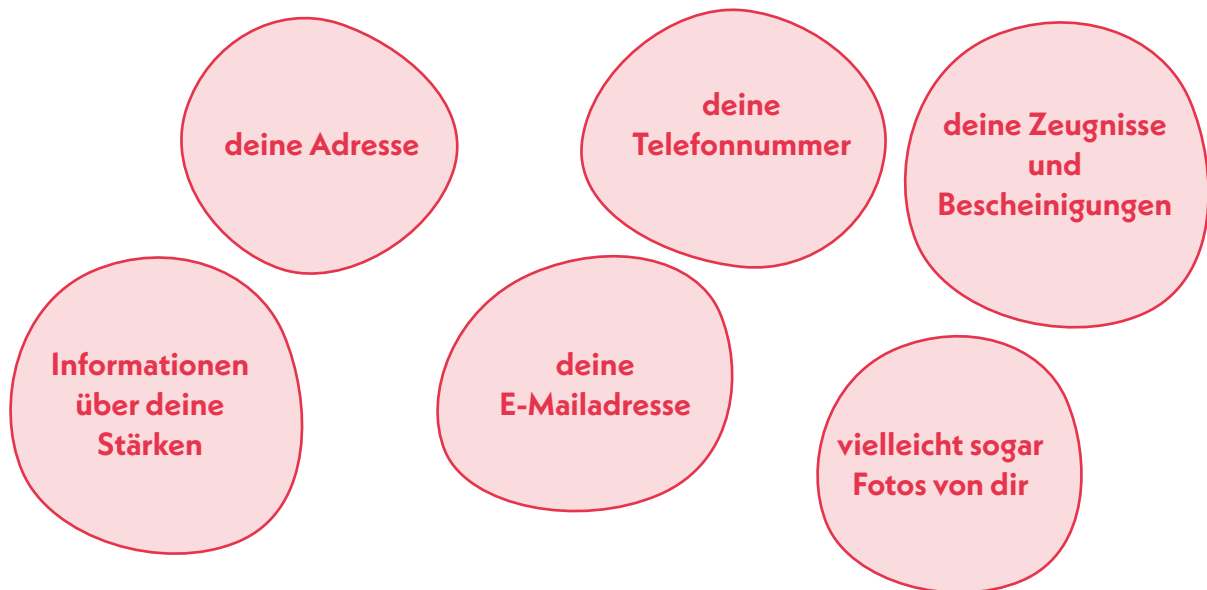 deine Adresse
deine
Telefonnummer
deine Zeugnisse
und
Bescheinigungen
Informationen
über deine
Stärken
deine
E-Mailadresse
vielleicht sogar
Fotos von dir